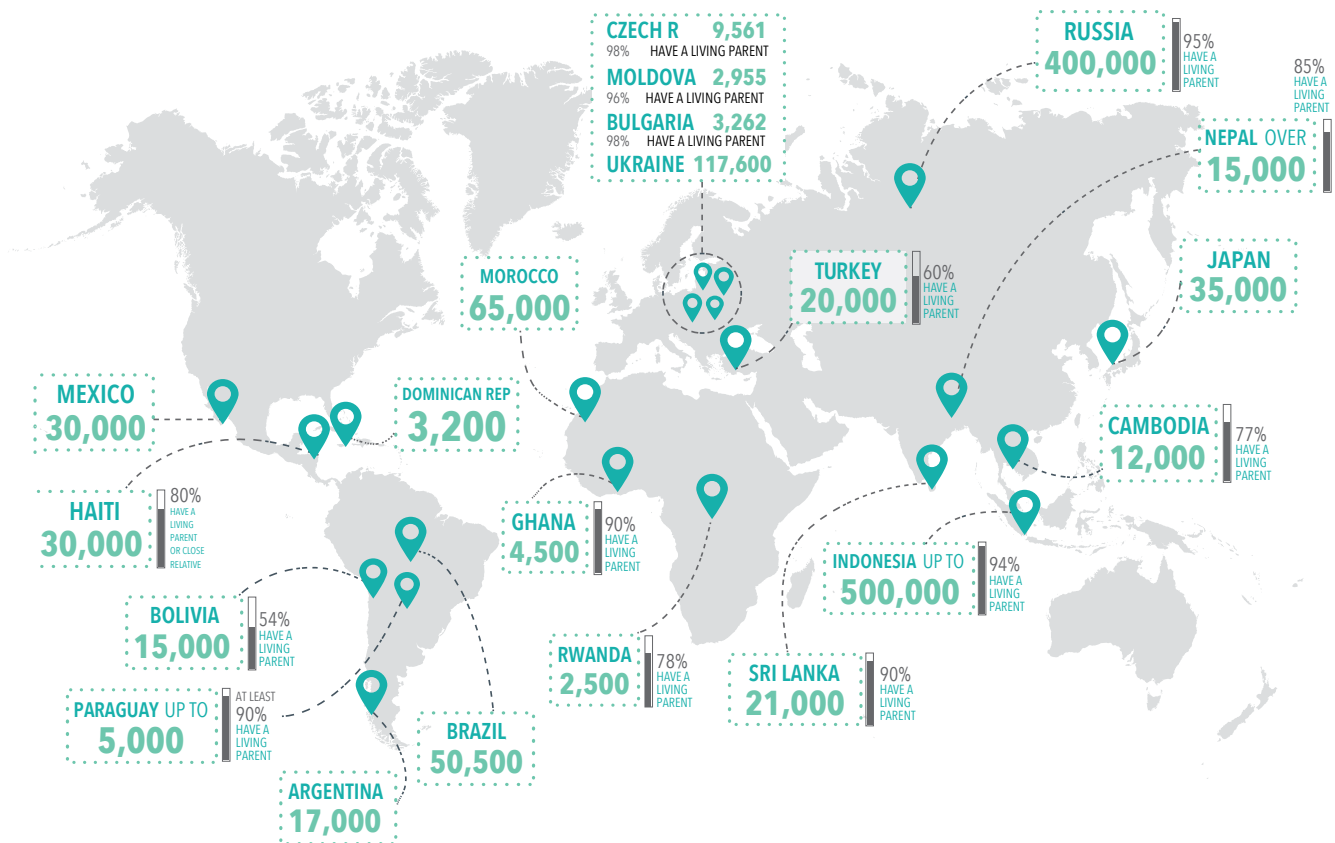 CZECH R 9,561
98% HAVE A LIVING PARENT
MOLDOVA 2,955
96% HAVE A LIVING PARENT
BULGARIA 3,262
98% HAVE A LIVING PARENT
UKRAINE 117,600
RUSSIA
400,000
95%
HAVE A
LIVING
PARENT
85%
HAVE A
LIVING
PARENT
NEPAL OVER
15,000
JAPAN
35,000
MOROCCO
65,000
TURKEY
20,000
60%
HAVE A
LIVING
PARENT
MEXICO
30,000
DOMINICAN REP
3,200
CAMBODIA
12,000
77%
HAVE A
LIVING
PARENT
HAITI
30,000
80%
HAVE A
LIVING
PARENT
OR CLOSE
RELATIVE
GHANA
4,500
90%
HAVE A
LIVING
PARENT
INDONESIA UP TO
500,000
94%
HAVE A
LIVING
PARENT
BOLIVIA
15,000
54%
HAVE A
LIVING
PARENT
RWANDA
2,500
78%
HAVE A
LIVING
PARENT
SRI LANKA
21,000
90%
HAVE A
LIVING
PARENT
PARAGUAY UP TO
5,000
AT LEAST
90%
HAVE A
LIVING
PARENT
BRAZIL
50,500
ARGENTINA
17,000